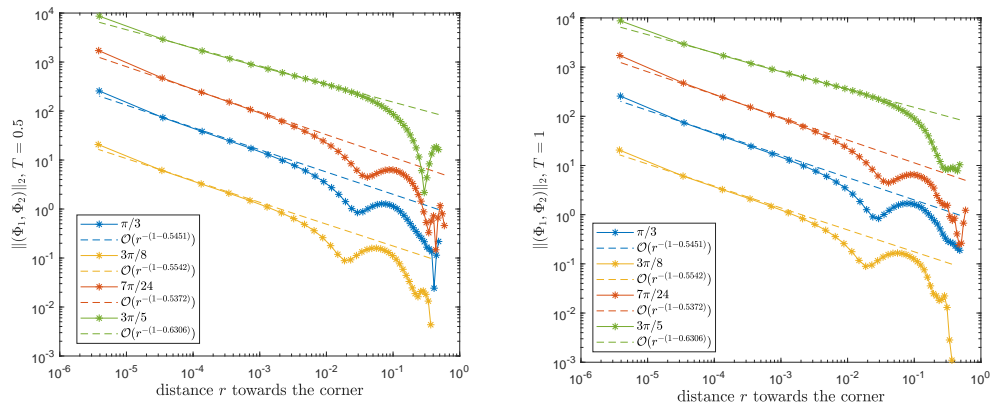 10^5
10^4
10^3
10^2
10^1
10^0
10^-1
10^-2
10^-3
‖(Φ₁, Φ₂)‖₂, T = 0.5
π/3
O(r^-(1-0.5451))
3π/8
O(r^-(1-0.5542))
7π/24
O(r^-(1-0.5372))
3π/5
O(r^-(1-0.6306))
10^-6
10^-5
10^-4
10^-3
10^-2
10^-1
10^0
distance r towards the corner
10^4
10^3
10^2
10^1
10^0
10^-1
10^-2
10^-3
‖(Φ₁, Φ₂)‖₂, T = 1
π/3
O(r^-(1-0.5451))
3π/8
O(r^-(1-0.5542))
7π/24
O(r^-(1-0.5372))
3π/5
O(r^-(1-0.6306))
10^-6
10^-5
10^-4
10^-3
10^-2
10^-1
10^0
distance r towards the corner